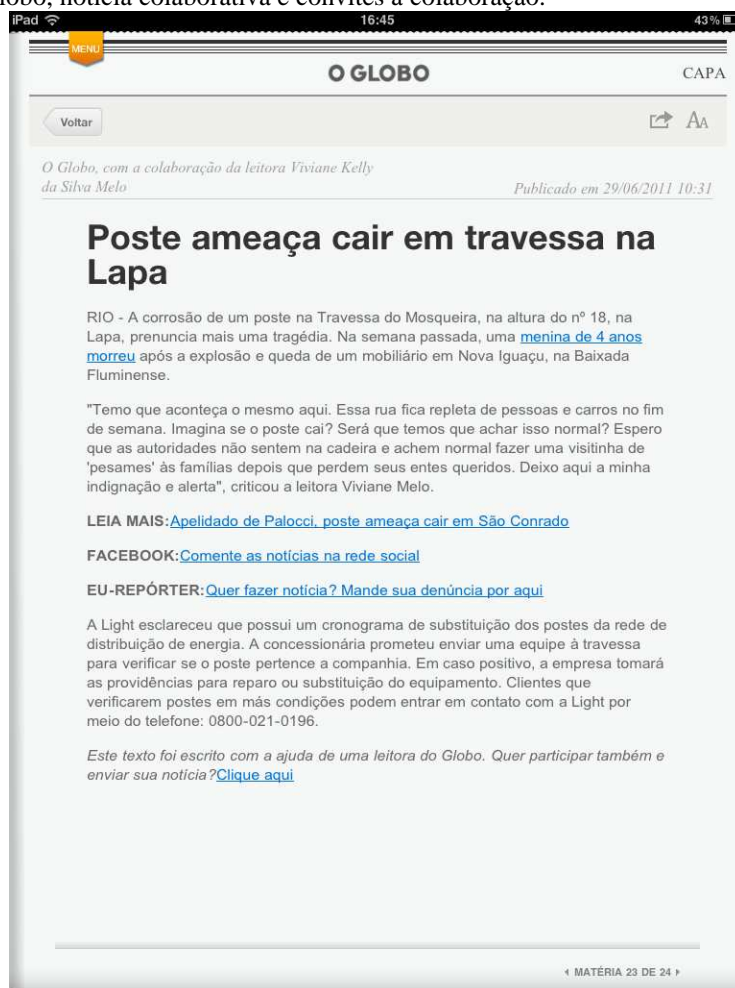 lobo, notícia colaborativa e convites à colaboração.
iPad 16:45 43%
MENU
O GLOBO CAPA
Voltar AA
O Globo, com a colaboração da leitora Viviane Kelly
da Silva Melo Publicado em 29/06/2011 10:31
Poste ameaça cair em travessa na
Lapa
RIO - A corrosão de um poste na Travessa do Mosqueira, na altura do nº 18, na
Lapa, prenuncia mais uma tragédia. Na semana passada, uma menina de 4 anos
morreu após a explosão e queda de um mobiliário em Nova Iguaçu, na Baixada
Fluminense.
"Temo que aconteça o mesmo aqui. Essa rua fica repleta de pessoas e carros no fim
de semana. Imagina se o poste cai? Será que temos que achar isso normal? Espero
que as autoridades não sentem na cadeira e achem normal fazer uma visitinha de
'pesames' às famílias depois que perdem seus entes queridos. Deixo aqui a minha
indignação e alerta", criticou a leitora Viviane Melo.
LEIA MAIS:Apelidado de Palocci, poste ameaça cair em São Conrado
FACEBOOK:Comente as notícias na rede social
EU-REPÓRTER:Quer fazer notícia? Mande sua denúncia por aqui
A Light esclareceu que possui um cronograma de substituição dos postes da rede de
distribuição de energia. A concessionária prometeu enviar uma equipe à travessa
para verificar se o poste pertence a companhia. Em caso positivo, a empresa tomará
as providências para reparo ou substituição do equipamento. Clientes que
verificarem postes em más condições podem entrar em contato com a Light por
meio do telefone: 0800-021-0196.
Este texto foi escrito com a ajuda de uma leitora do Globo. Quer participar também e
enviar sua notícia?Clique aqui
MATÉRIA 23 DE 24